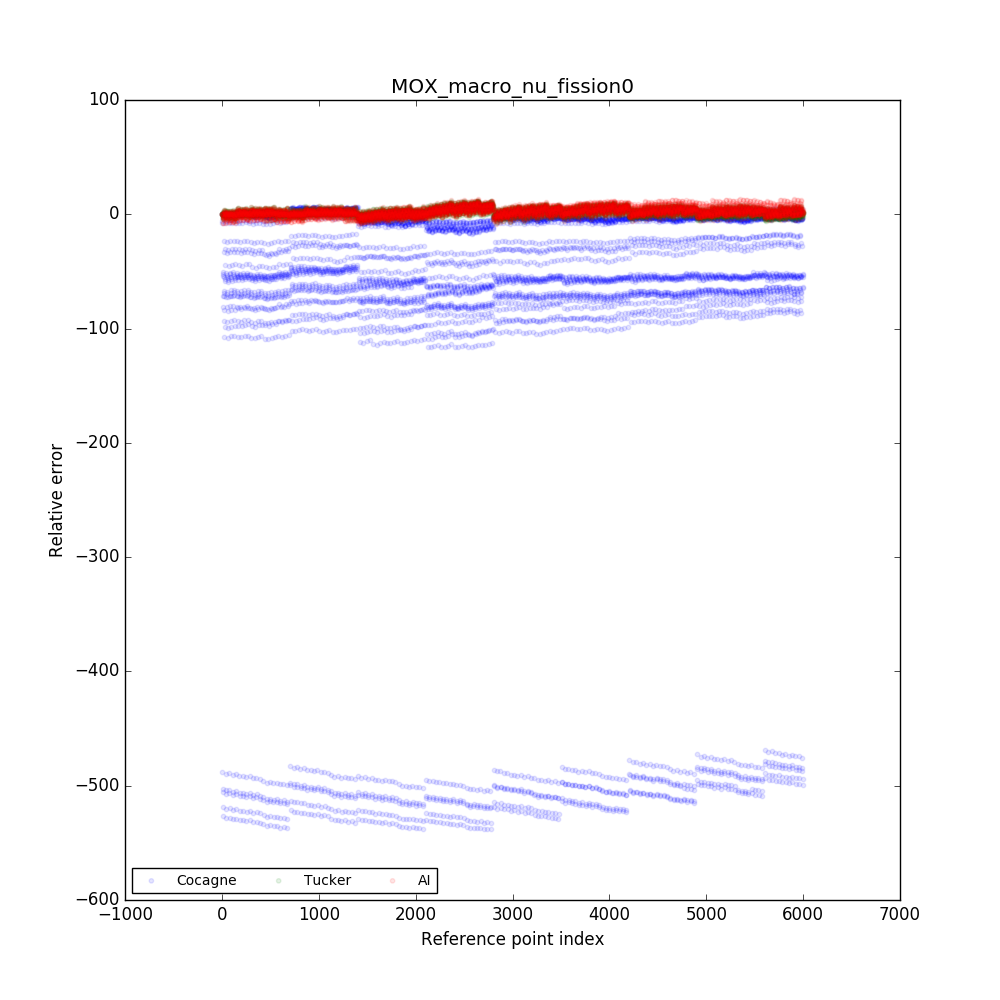 MOX_macro_nu_fission0
100
0
−100
−200
−300
−400
−500
−600
Relative error
Cocagne Tucker AI
−1000 0 1000 2000 3000 4000 5000 6000 7000
Reference point index